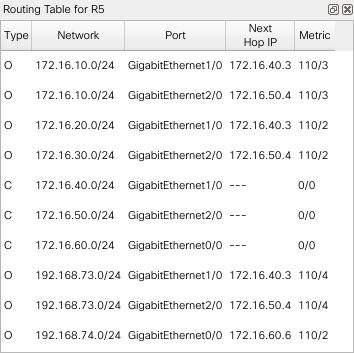 Routing Table for R5
Type Network Port Next Hop IP Metric
O 172.16.10.0/24 GigabitEthernet1/0 172.16.40.3 110/3
O 172.16.10.0/24 GigabitEthernet2/0 172.16.50.4 110/3
O 172.16.20.0/24 GigabitEthernet1/0 172.16.40.3 110/2
O 172.16.30.0/24 GigabitEthernet2/0 172.16.50.4 110/2
C 172.16.40.0/24 GigabitEthernet1/0 --- 0/0
C 172.16.50.0/24 GigabitEthernet2/0 --- 0/0
C 172.16.60.0/24 GigabitEthernet0/0 --- 0/0
O 192.168.73.0/24 GigabitEthernet1/0 172.16.40.3 110/4
O 192.168.73.0/24 GigabitEthernet2/0 172.16.50.4 110/4
O 192.168.74.0/24 GigabitEthernet0/0 172.16.60.6 110/2